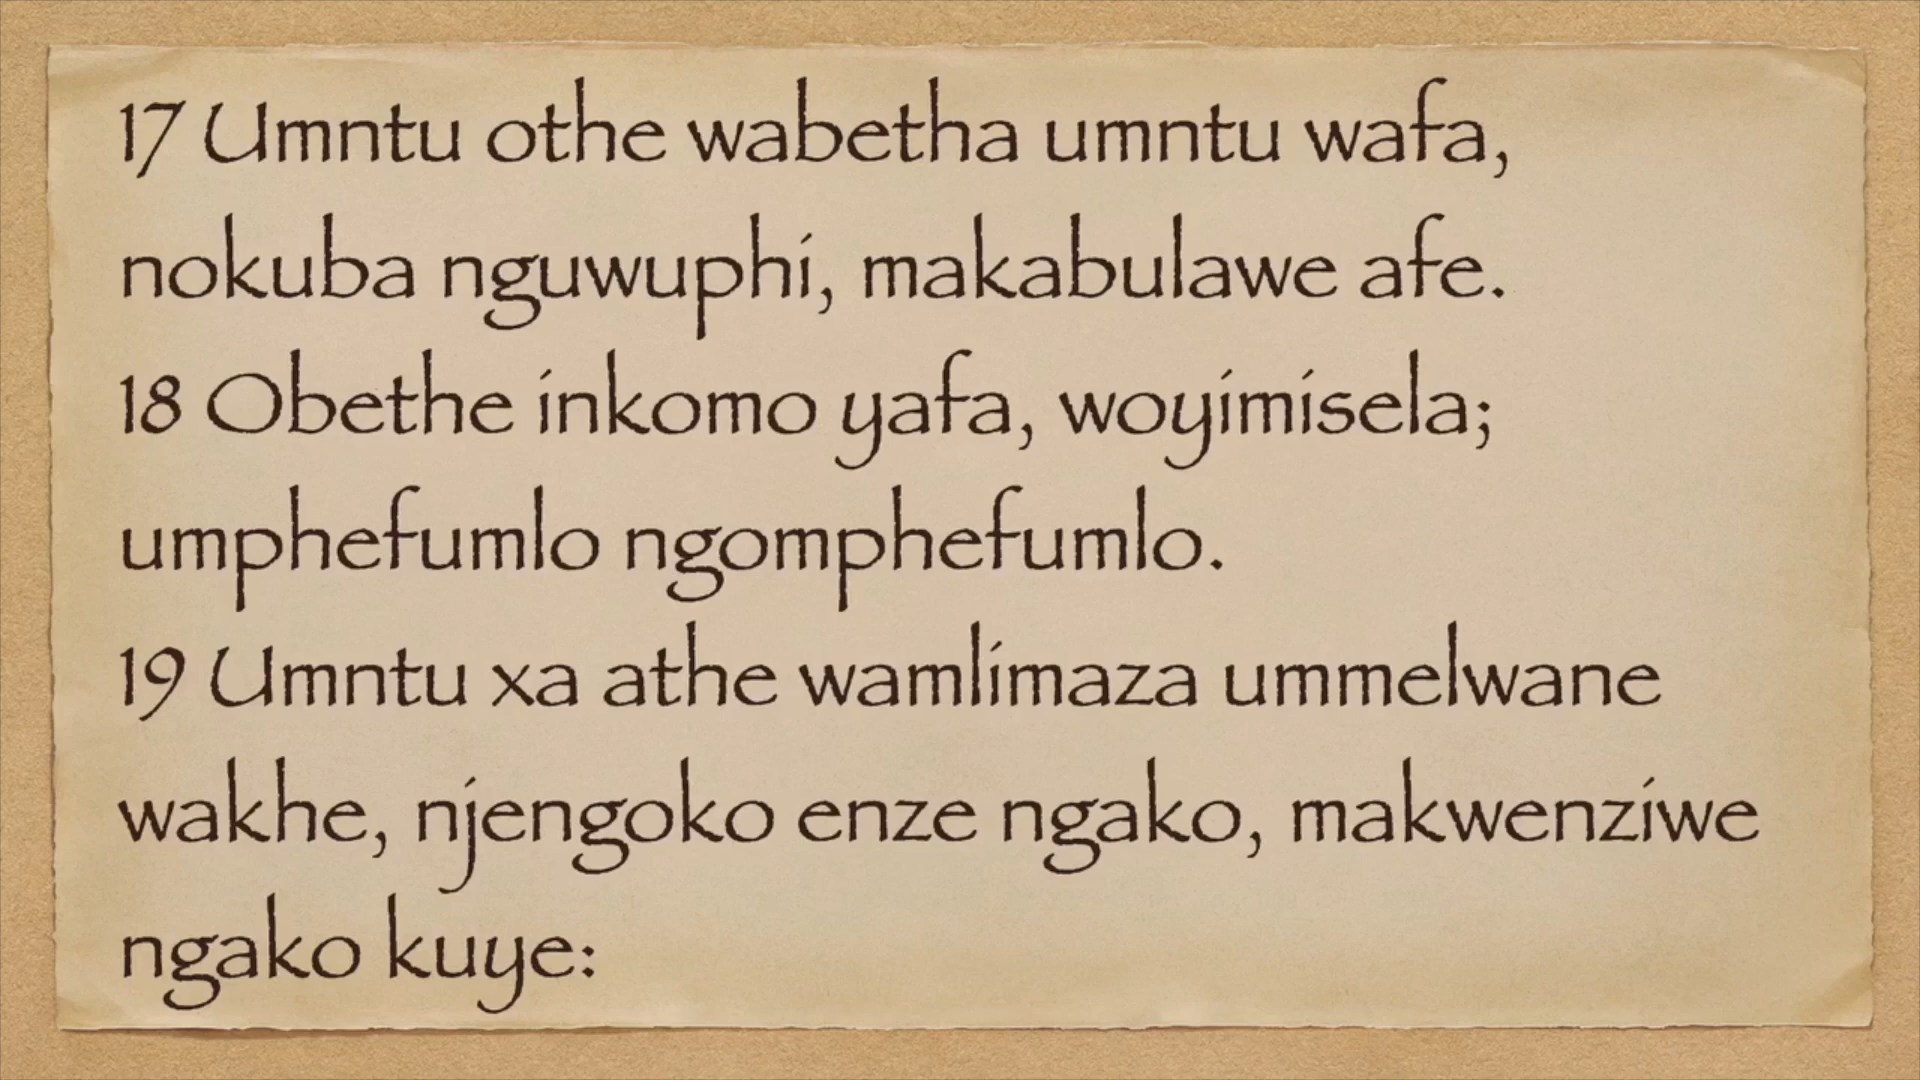 17 Umntu othe wabetha umntu wafa,
nokuba nguwuphi, makabulawe afe.
18 Obethe inkomo yafa, woyimisela;
umphefumlo ngomphefumlo.
19 Umntu xa athe wamlimaza ummelwane
wakhe, njengoko enze ngako, makwenziwe
ngako kuye: